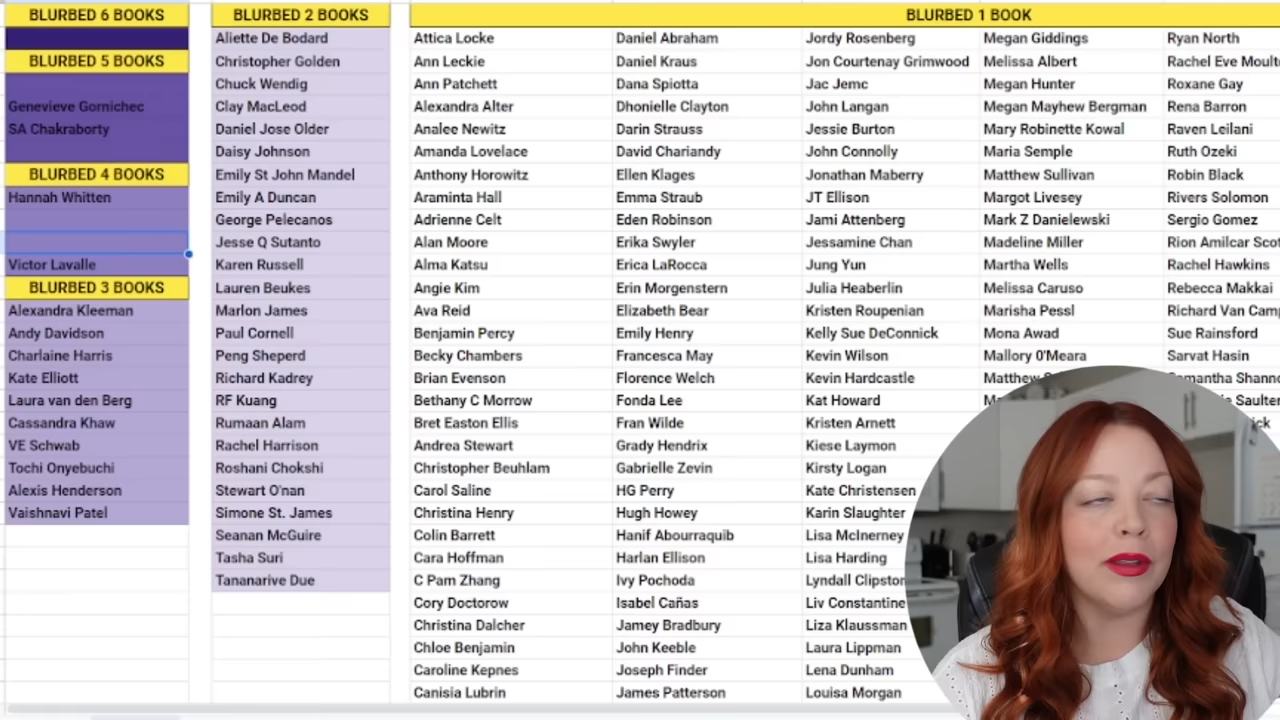 BLURBED 6 BOOKS
BLURBED 5 BOOKS
Genevieve Gornichec
SA Chakraborty
BLURBED 4 BOOKS
Hannah Whitten
Victor Lavalle
BLURBED 3 BOOKS
Alexandra Kleeman
Andy Davidson
Charlaine Harris
Kate Elliott
Laura van den Berg
Cassandra Khaw
VE Schwab
Tochi Onyebuchi
Alexis Henderson
Vaishnavi Patel
BLURBED 2 BOOKS
Aliette De Bodard
Christopher Golden
Chuck Wendig
Clay MacLeod
Daniel Jose Older
Daisy Johnson
Emily St John Mandel
Emily A Duncan
George Pelecanos
Jesse Q Sutanto
Karen Russell
Lauren Beukes
Marlon James
Paul Cornell
Peng Sheperd
Richard Kadrey
RF Kuang
Rumaan Alam
Rachel Harrison
Roshani Chokshi
Stewart O'nan
Simone St. James
Seanan McGuire
Tasha Suri
Tananarive Due
BLURBED 1 BOOK
Attica Locke
Ann Leckie
Ann Patchett
Alexandra Alter
Analee Newitz
Amanda Lovelace
Anthony Horowitz
Araminta Hall
Adrienne Celt
Alan Moore
Alma Katsu
Angie Kim
Ava Reid
Benjamin Percy
Becky Chambers
Brian Evenson
Bethany C Morrow
Bret Easton Ellis
Andrea Stewart
Christopher Beuhlam
Carol Saline
Christina Henry
Colin Barrett
Cara Hoffman
C Pam Zhang
Cory Doctorow
Christina Dalcher
Chloe Benjamin
Caroline Kepnes
Canisia Lubrin
Daniel Abraham
Daniel Kraus
Dana Spiotta
Dhonielle Clayton
Darin Strauss
David Chariandy
Ellen Klages
Emma Straub
Eden Robinson
Erika Swyler
Erica LaRocca
Erin Morgenstern
Elizabeth Bear
Emily Henry
Francesca May
Florence Welch
Fonda Lee
Fran Wilde
Grady Hendrix
Gabrielle Zevin
HG Perry
Hugh Howey
Hanif Abourraquib
Harlan Ellison
Ivy Pochoda
Isabel Cañas
Jamey Bradbury
John Keeble
Joseph Finder
James Patterson
Jordy Rosenberg
Jon Courtenay Grimwood
Jac Jemc
John Langan
Jessie Burton
John Connolly
Jonathan Maberry
JT Ellison
Jami Attenberg
Jessamine Chan
Jung Yun
Julia Heaberlin
Kristen Roupenian
Kelly Sue DeConnick
Kevin Wilson
Kevin Hardcastle
Kat Howard
Kristen Arnett
Kiese Laymon
Kirsty Logan
Kate Christensen
Karin Slaughter
Lisa McInerney
Lisa Harding
Lyndall Clipston
Liv Constantine
Liza Klaussman
Laura Lippman
Lena Dunham
Louisa Morgan
Megan Giddings
Melissa Albert
Megan Hunter
Megan Mayhew Bergman
Mary Robinette Kowal
Maria Semple
Matthew Sullivan
Margot Livesey
Mark Z Danielewski
Madeline Miller
Martha Wells
Melissa Caruso
Marisha Pessl
Mona Awad
Mallory O'Meara
Matthew
Ryan North
Rachel Eve Moult
Roxane Gay
Rena Barron
Raven Leilani
Ruth Ozeki
Robin Black
Rivers Solomon
Sergio Gomez
Rion Amilcar Scot
Rachel Hawkins
Rebecca Makkai
Richard Van Camp
Sue Rainsford
Sarvat Hasin